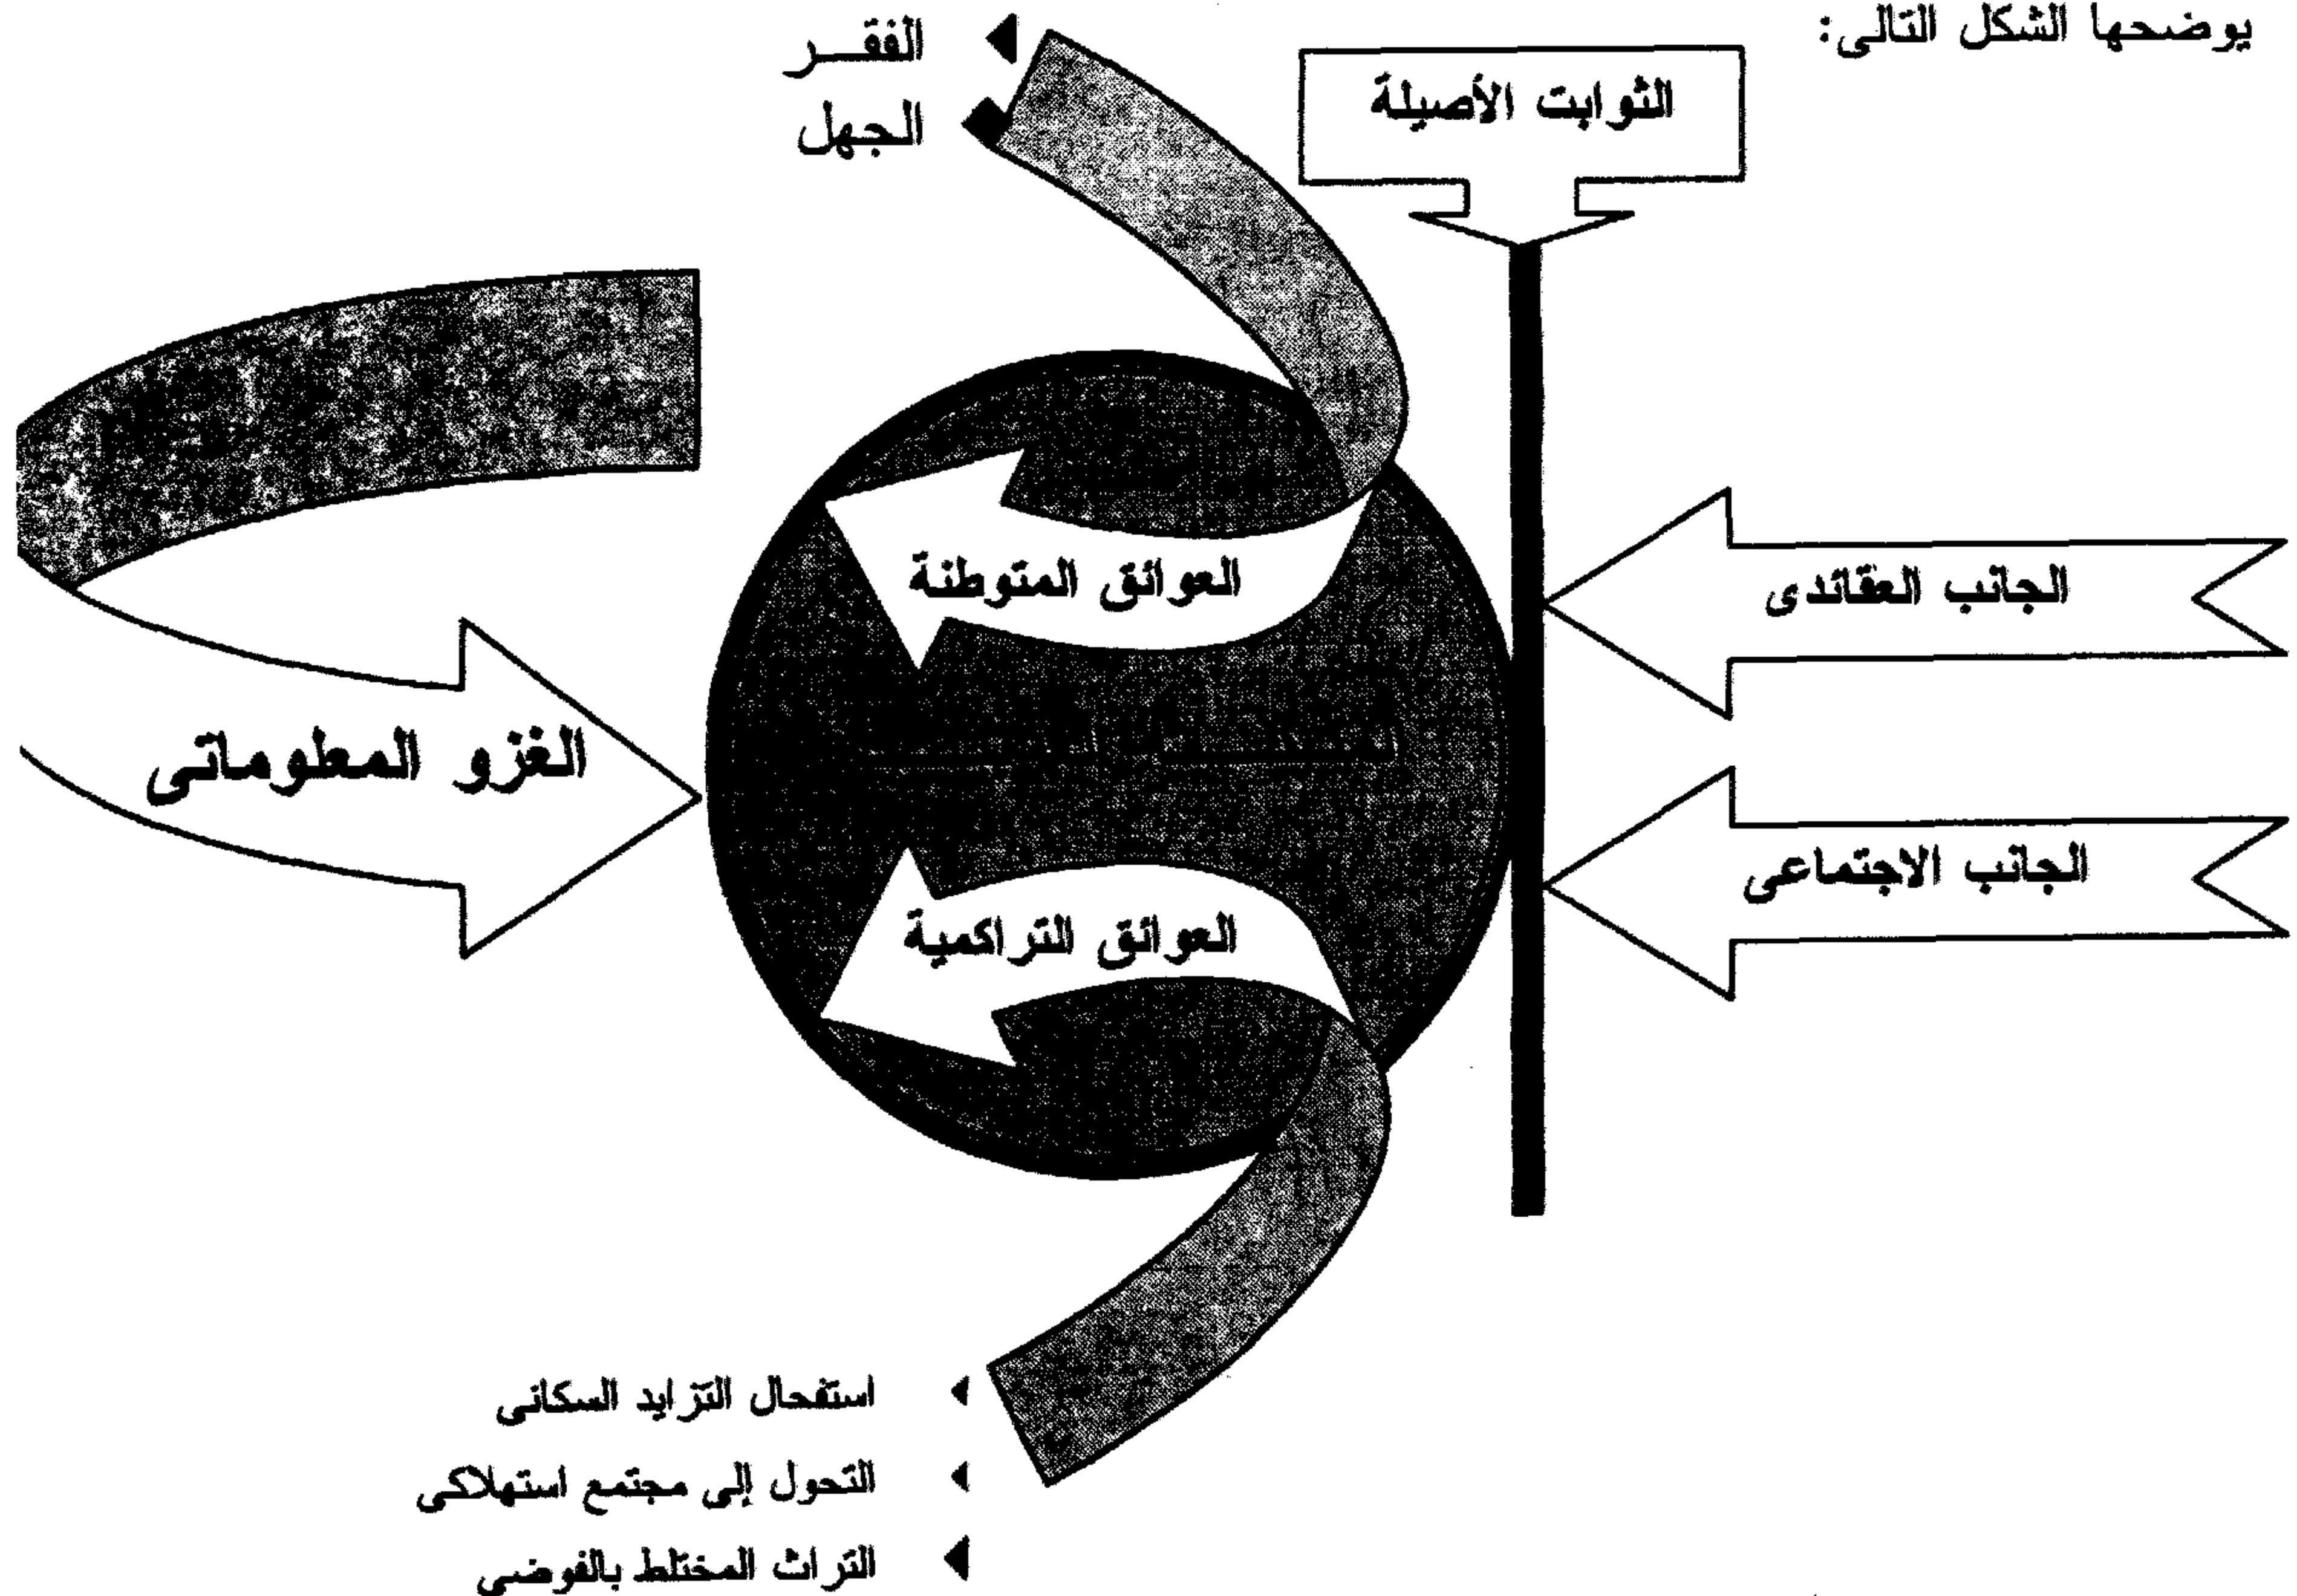 يوضحها الشكل التالى:
الثوابت الأصيلة
الفقـــر
الجهل
العوائق المتوطنة
الجانب العقائدى
الغزو المعلوماتى
الجانب الاجتماعى
العوائق التراكمية
استفحال التزايد السكانى
التحول إلى مجتمع استهلاكى
التراث المختلط بالفوضى